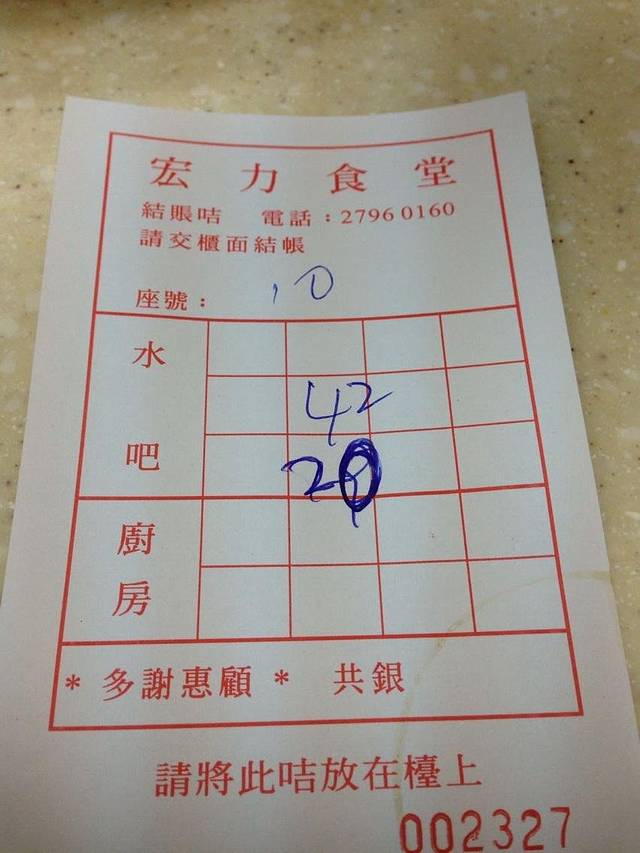 宏力食堂
結賬咭 電話：2796 0160
請交櫃面結帳
座號： 10
水吧
42
20
廚房
* 多謝惠顧 * 共銀
請將此咭放在檯上
002327